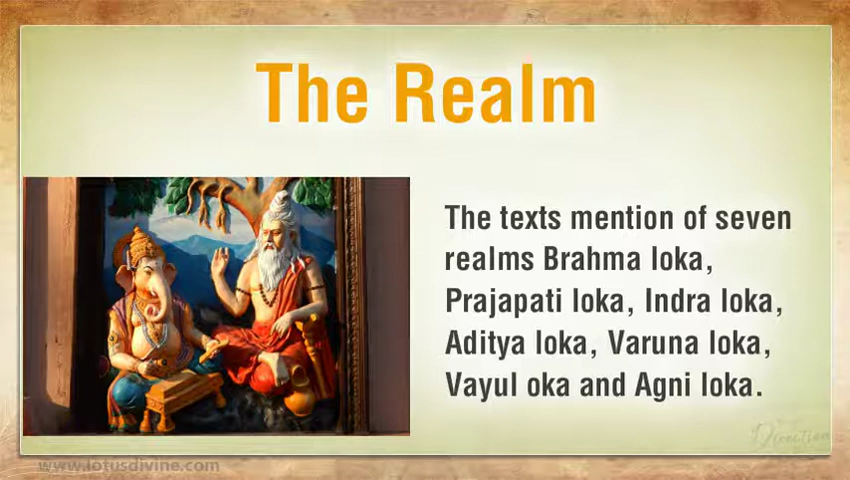 The Realm
The texts mention of seven
realms Brahma loka,
Prajapati loka, Indra loka,
Aditya loka, Varuna loka,
Vayul oka and Agni loka.
Direction
www.lotusdivine.com